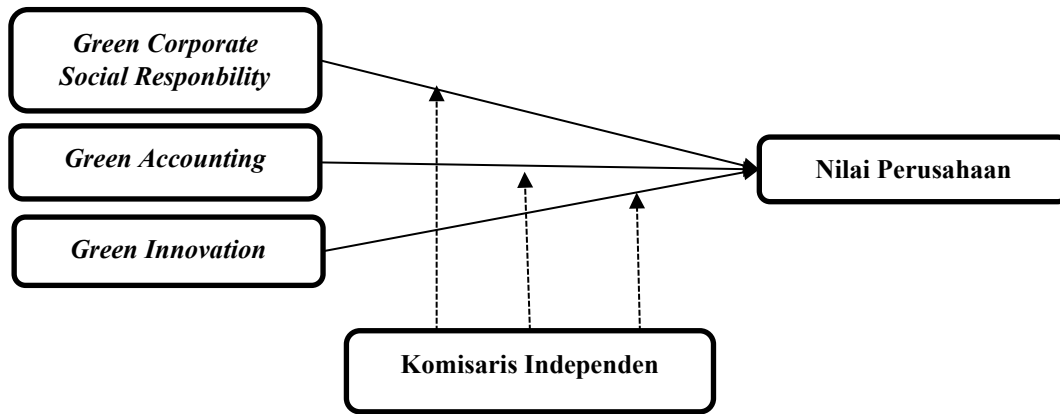 Green Corporate
Social Responbility
Green Accounting
Nilai Perusahaan
Green Innovation
Komisaris Independen